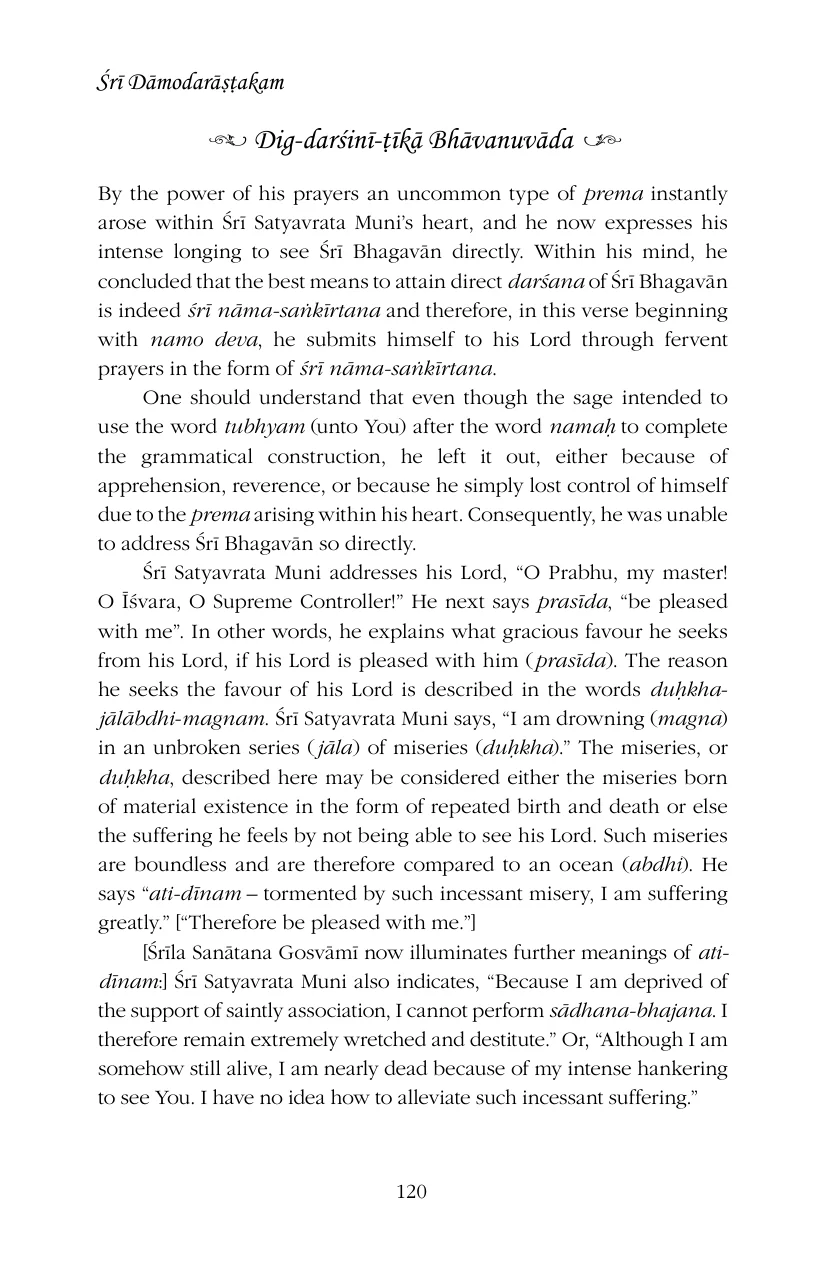 Śrī Dāmodarāṣṭakam
Dig-darśinī-ṭīkā Bhāvanuvāda
By the power of his prayers an uncommon type of prema instantly
arose within Śrī Satyavrata Muni’s heart, and he now expresses his
intense longing to see Śrī Bhagavān directly. Within his mind, he
concluded that the best means to attain direct darśana of Śrī Bhagavān
is indeed śrī nāma-saṅkīrtana and therefore, in this verse beginning
with namo deva, he submits himself to his Lord through fervent
prayers in the form of śrī nāma-saṅkīrtana.
One should understand that even though the sage intended to
use the word tubhyam (unto You) after the word namaḥ to complete
the grammatical construction, he left it out, either because of
apprehension, reverence, or because he simply lost control of himself
due to the prema arising within his heart. Consequently, he was unable
to address Śrī Bhagavān so directly.
Śrī Satyavrata Muni addresses his Lord, “O Prabhu, my master!
O Īśvara, O Supreme Controller!” He next says prasīda, “be pleased
with me”. In other words, he explains what gracious favour he seeks
from his Lord, if his Lord is pleased with him (prasīda). The reason
he seeks the favour of his Lord is described in the words duḥkha-
jālābdhi-magnam. Śrī Satyavrata Muni says, “I am drowning (magna)
in an unbroken series (jāla) of miseries (duḥkha).” The miseries, or
duḥkha, described here may be considered either the miseries born
of material existence in the form of repeated birth and death or else
the suffering he feels by not being able to see his Lord. Such miseries
are boundless and are therefore compared to an ocean (abdhi). He
says “ati-dīnam – tormented by such incessant misery, I am suffering
greatly.” [“Therefore be pleased with me.”]
[Śrīla Sanātana Gosvāmī now illuminates further meanings of ati-
dīnam:] Śrī Satyavrata Muni also indicates, “Because I am deprived of
the support of saintly association, I cannot perform sādhana-bhajana. I
therefore remain extremely wretched and destitute.” Or, “Although I am
somehow still alive, I am nearly dead because of my intense hankering
to see You. I have no idea how to alleviate such incessant suffering.”
120